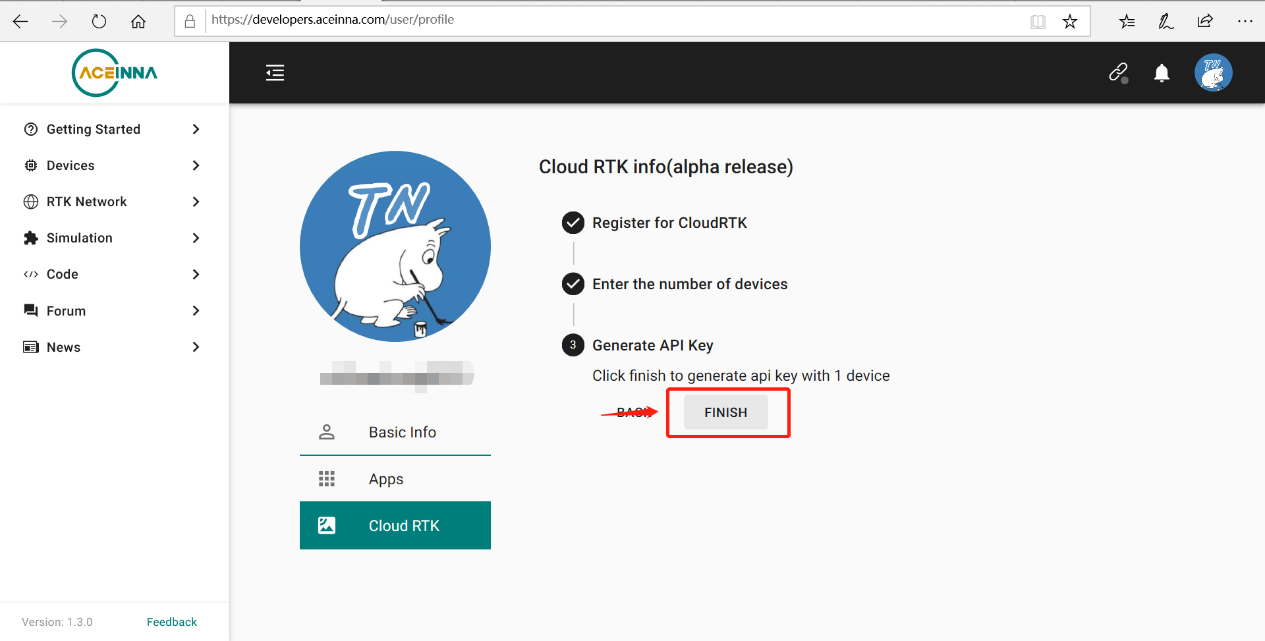 https://developers.aceinna.com/user/profile
ACEINNA
Getting Started
Devices
RTK Network
Simulation
Code
Forum
News
Version: 1.3.0
Feedback
TN
TN
Basic Info
Apps
Cloud RTK
Cloud RTK info(alpha release)
Register for CloudRTK
Enter the number of devices
3
Generate API Key
Click finish to generate api key with 1 device
BACK
FINISH